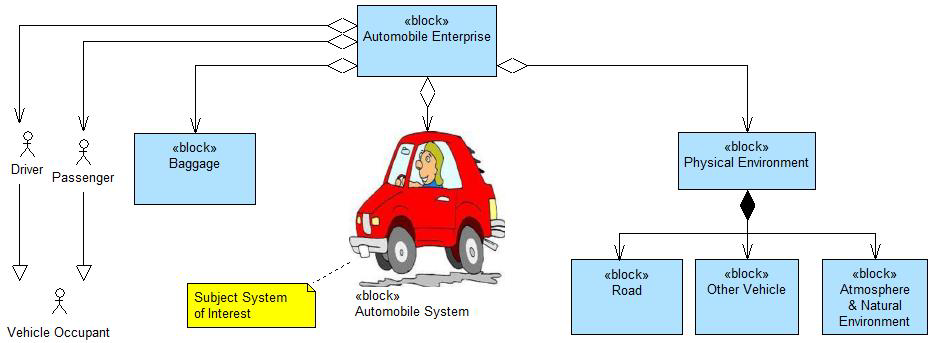 «block»
Automobile Enterprise
Driver
Passenger
«block»
Baggage
«block»
Physical Environment
Vehicle Occupant
Subject System
of Interest
«block»
Automobile System
«block»
Road
«block»
Other Vehicle
«block»
Atmosphere
& Natural
Environment